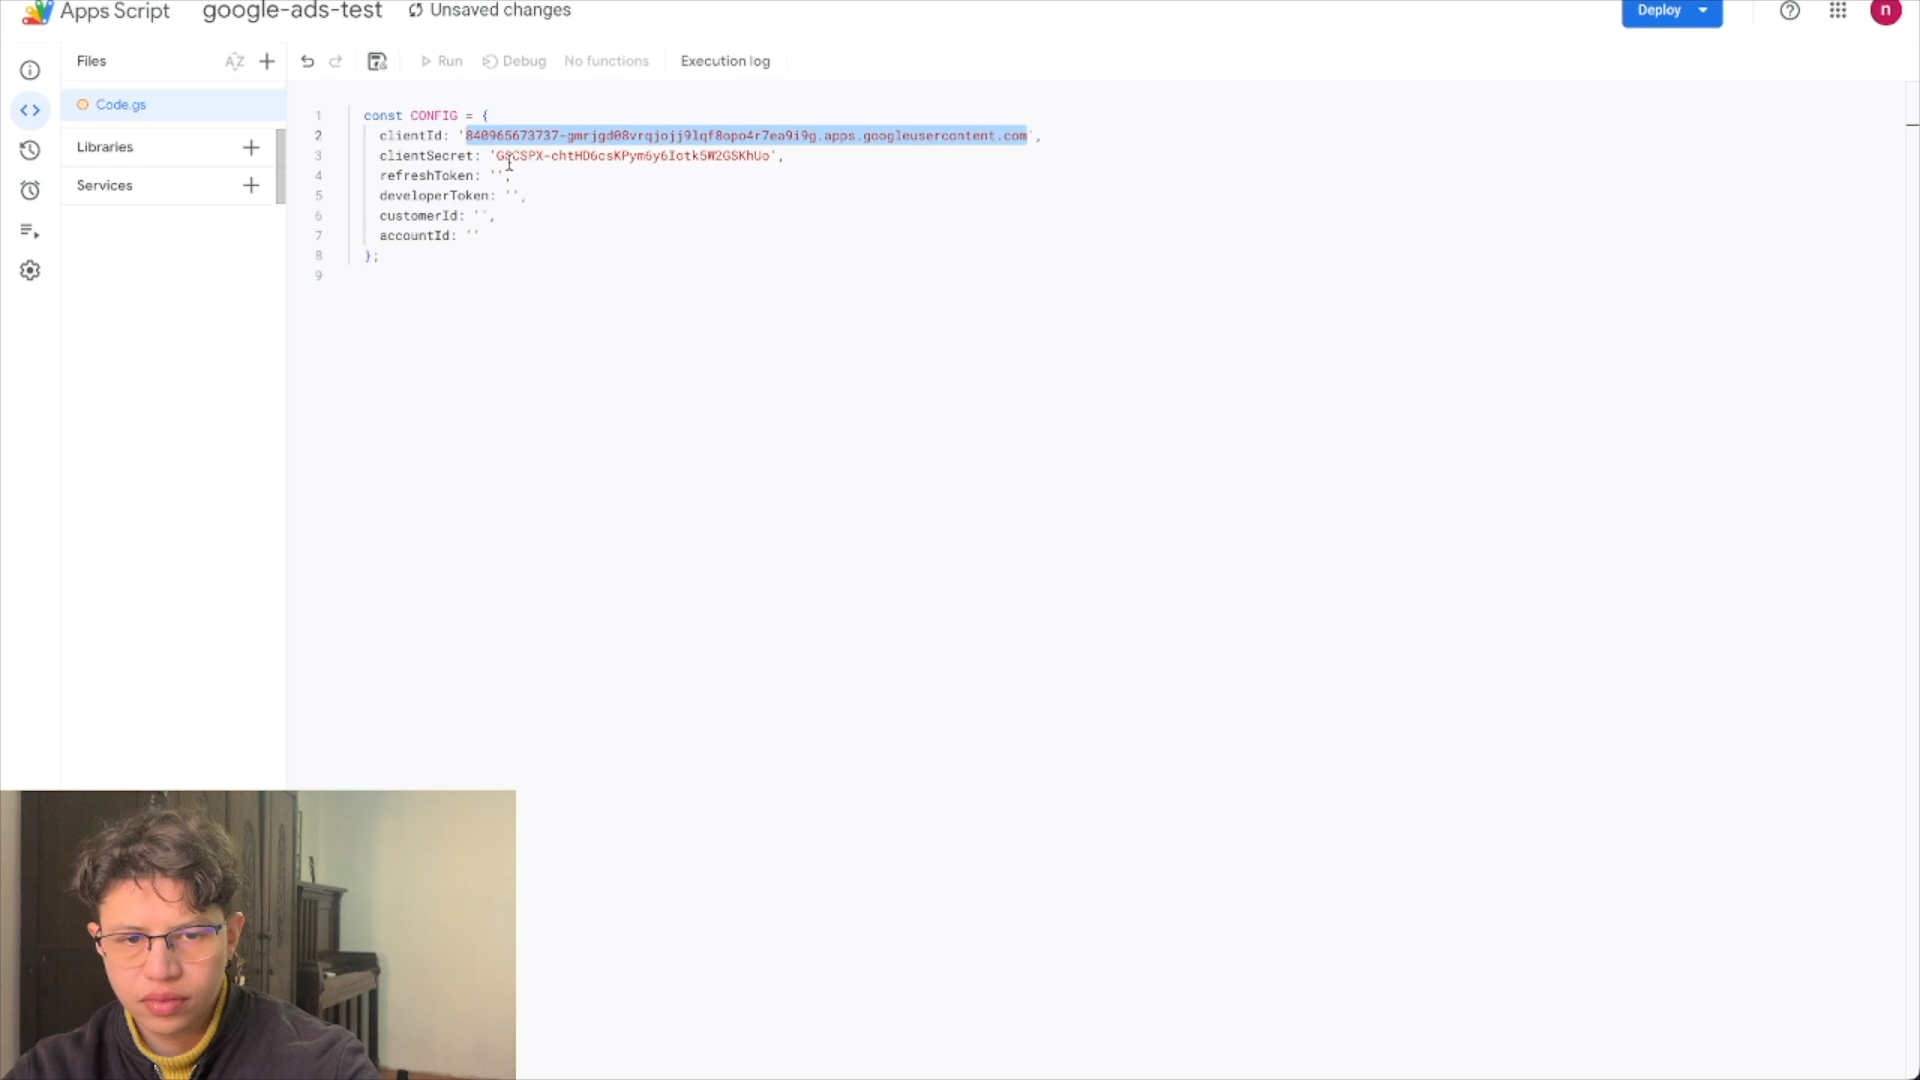 Apps Script google-ads-test Unsaved changes Deploy n
Files AZ Run Debug No functions Execution log
Code.gs
Libraries
Services
1 const CONFIG = {
2 clientId: '840965673737-gmrjgd08vrqjojj9lqf8opo4r7ea9i9g.apps.googleusercontent.com',
3 clientSecret: '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',
4 refreshToken: '',
5 developerToken: '',
6 customerId: '',
7 accountId: ''
8 };
9